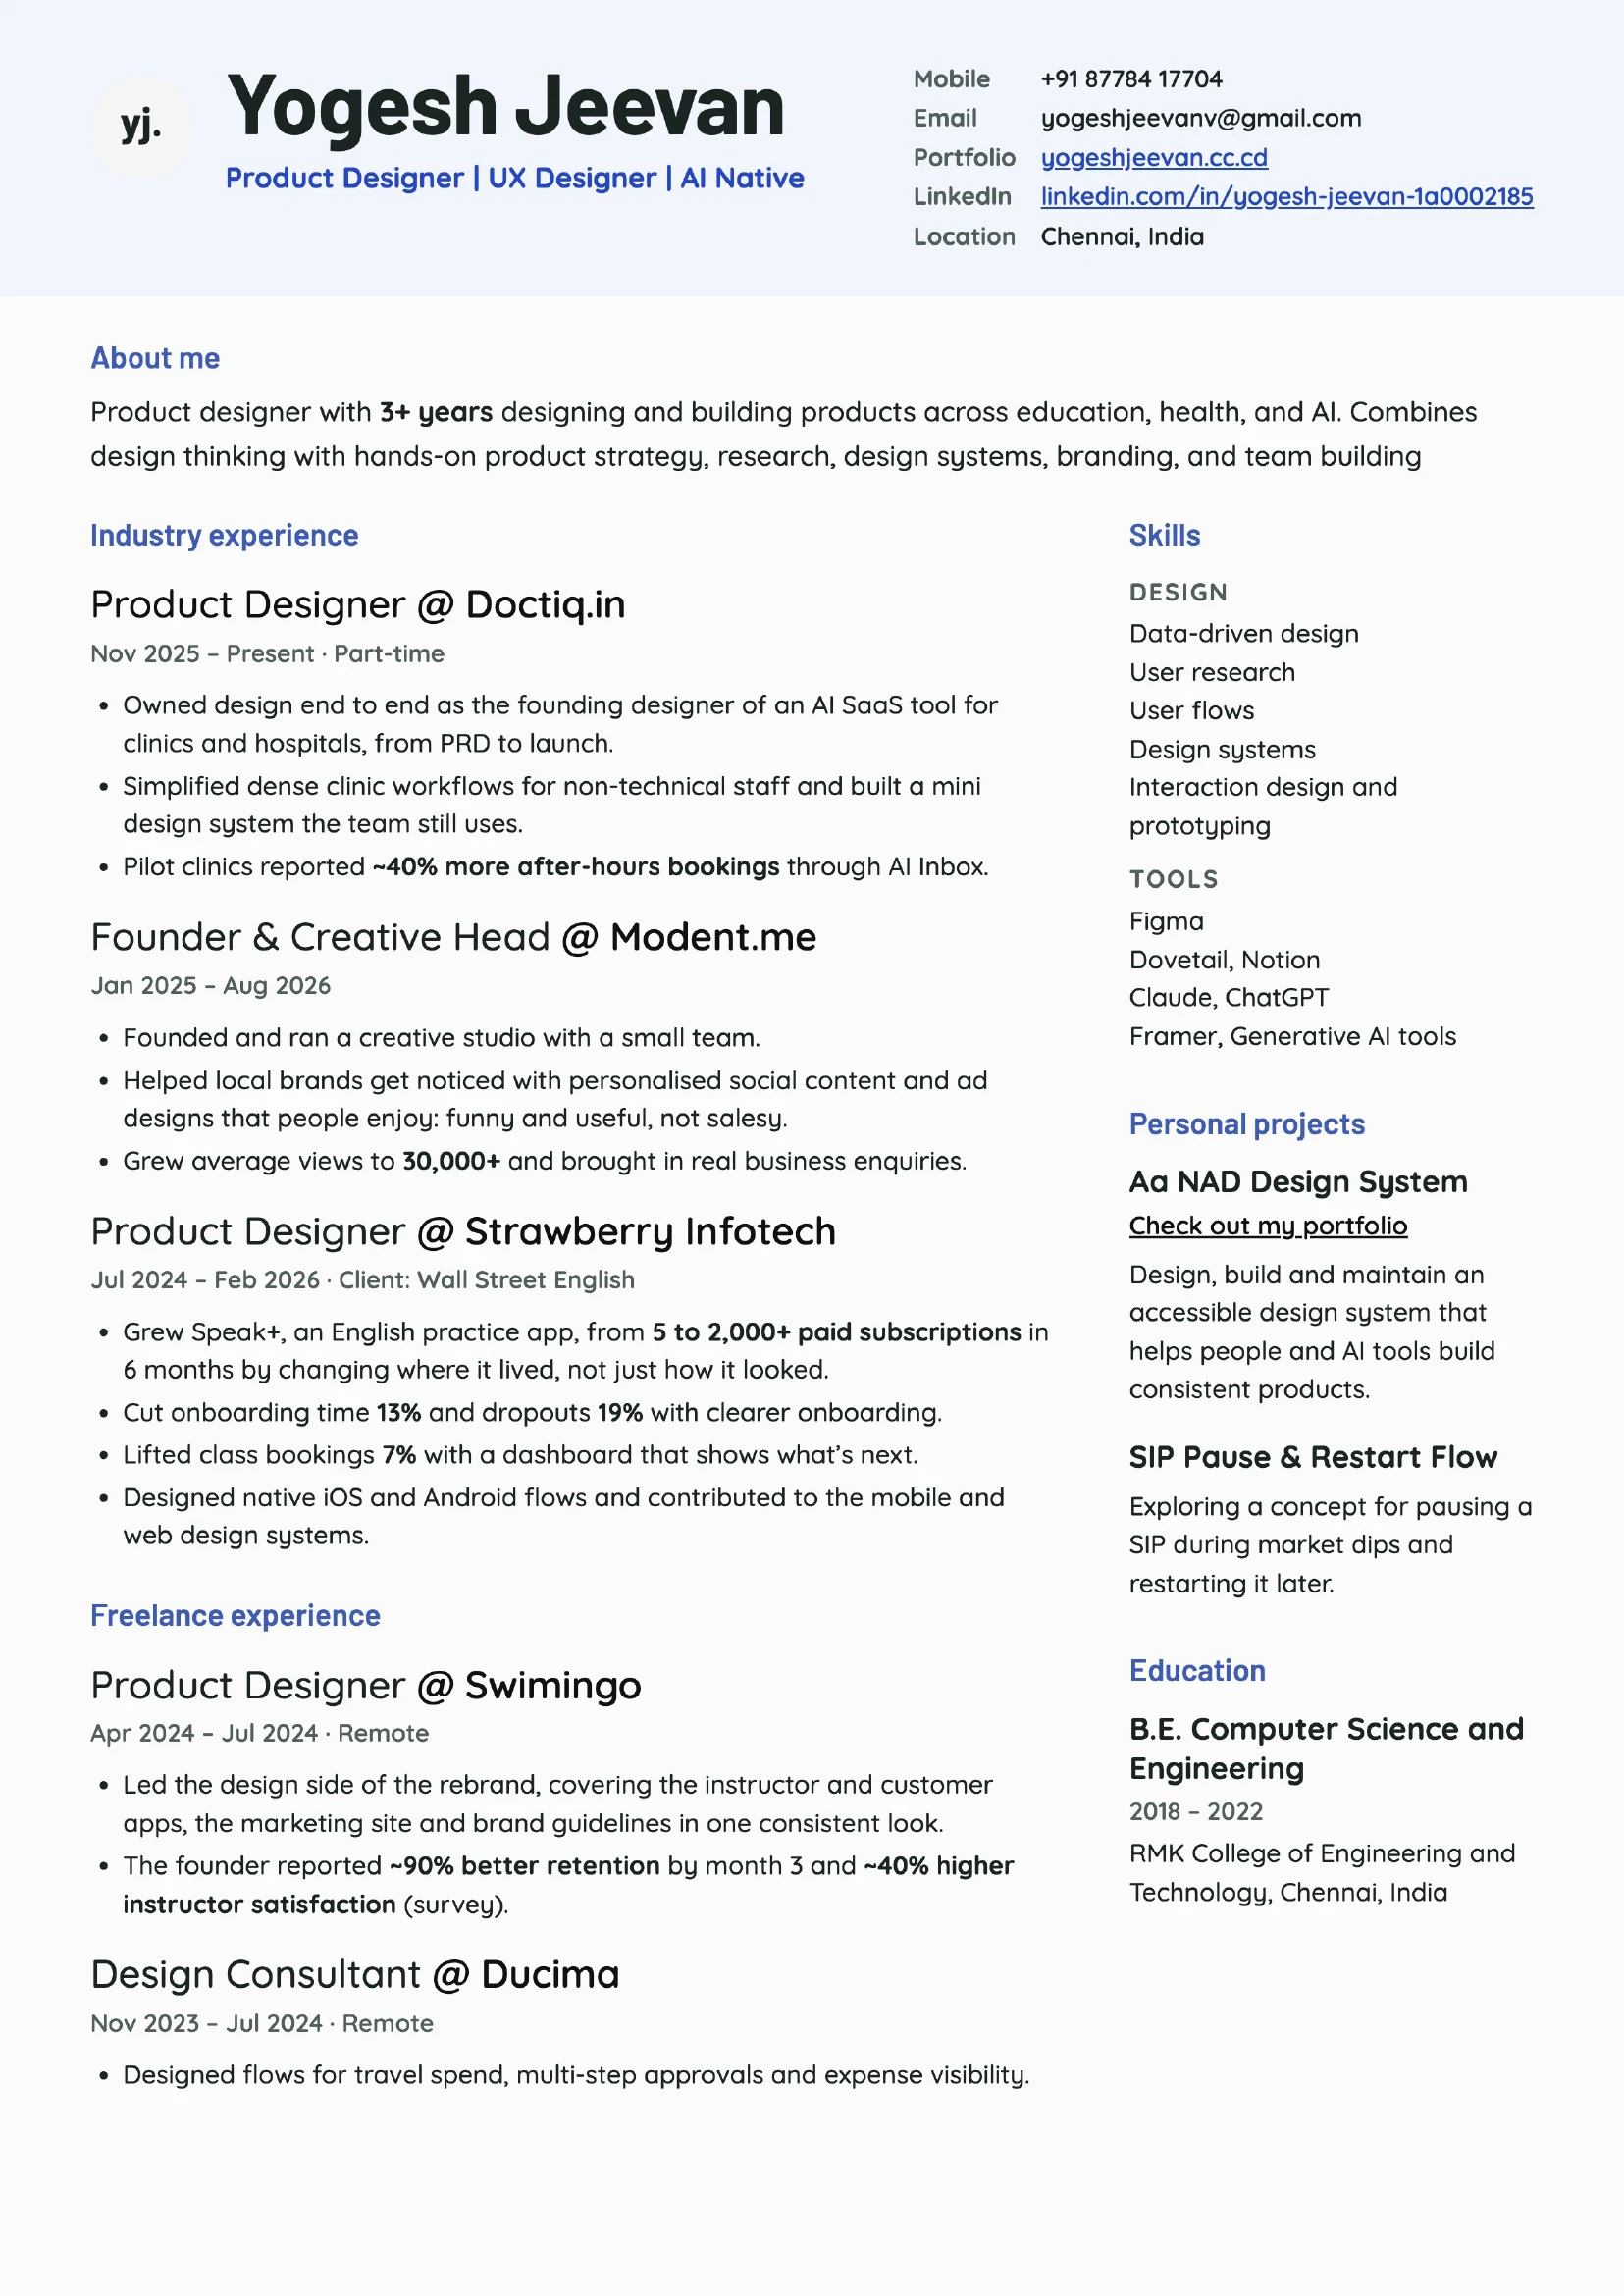 yj.
Yogesh Jeevan
Product Designer | UX Designer | AI Native
Mobile +91 87784 17704
Email yogeshjeevanv@gmail.com
Portfolio yogeshjeevan.cc.cd
LinkedIn linkedin.com/in/yogesh-jeevan-1a0002185
Location Chennai, India
About me
Product designer with 3+ years designing and building products across education, health, and AI. Combines
design thinking with hands-on product strategy, research, design systems, branding, and team building
Industry experience
Product Designer @ Doctiq.in
Nov 2025 – Present · Part-time
• Owned design end to end as the founding designer of an AI SaaS tool for
clinics and hospitals, from PRD to launch.
• Simplified dense clinic workflows for non-technical staff and built a mini
design system the team still uses.
• Pilot clinics reported ~40% more after-hours bookings through AI Inbox.
Founder & Creative Head @ Modent.me
Jan 2025 – Aug 2026
• Founded and ran a creative studio with a small team.
• Helped local brands get noticed with personalised social content and ad
designs that people enjoy: funny and useful, not salesy.
• Grew average views to 30,000+ and brought in real business enquiries.
Product Designer @ Strawberry Infotech
Jul 2024 – Feb 2026 · Client: Wall Street English
• Grew Speak+, an English practice app, from 5 to 2,000+ paid subscriptions in
6 months by changing where it lived, not just how it looked.
• Cut onboarding time 13% and dropouts 19% with clearer onboarding.
• Lifted class bookings 7% with a dashboard that shows what’s next.
• Designed native iOS and Android flows and contributed to the mobile and
web design systems.
Freelance experience
Product Designer @ Swimingo
Apr 2024 – Jul 2024 · Remote
• Led the design side of the rebrand, covering the instructor and customer
apps, the marketing site and brand guidelines in one consistent look.
• The founder reported ~90% better retention by month 3 and ~40% higher
instructor satisfaction (survey).
Design Consultant @ Ducima
Nov 2023 – Jul 2024 · Remote
• Designed flows for travel spend, multi-step approvals and expense visibility.
Skills
DESIGN
Data-driven design
User research
User flows
Design systems
Interaction design and
prototyping
TOOLS
Figma
Dovetail, Notion
Claude, ChatGPT
Framer, Generative AI tools
Personal projects
Aa NAD Design System
Check out my portfolio
Design, build and maintain an
accessible design system that
helps people and AI tools build
consistent products.
SIP Pause & Restart Flow
Exploring a concept for pausing a
SIP during market dips and
restarting it later.
Education
B.E. Computer Science and
Engineering
2018 – 2022
RMK College of Engineering and
Technology, Chennai, India